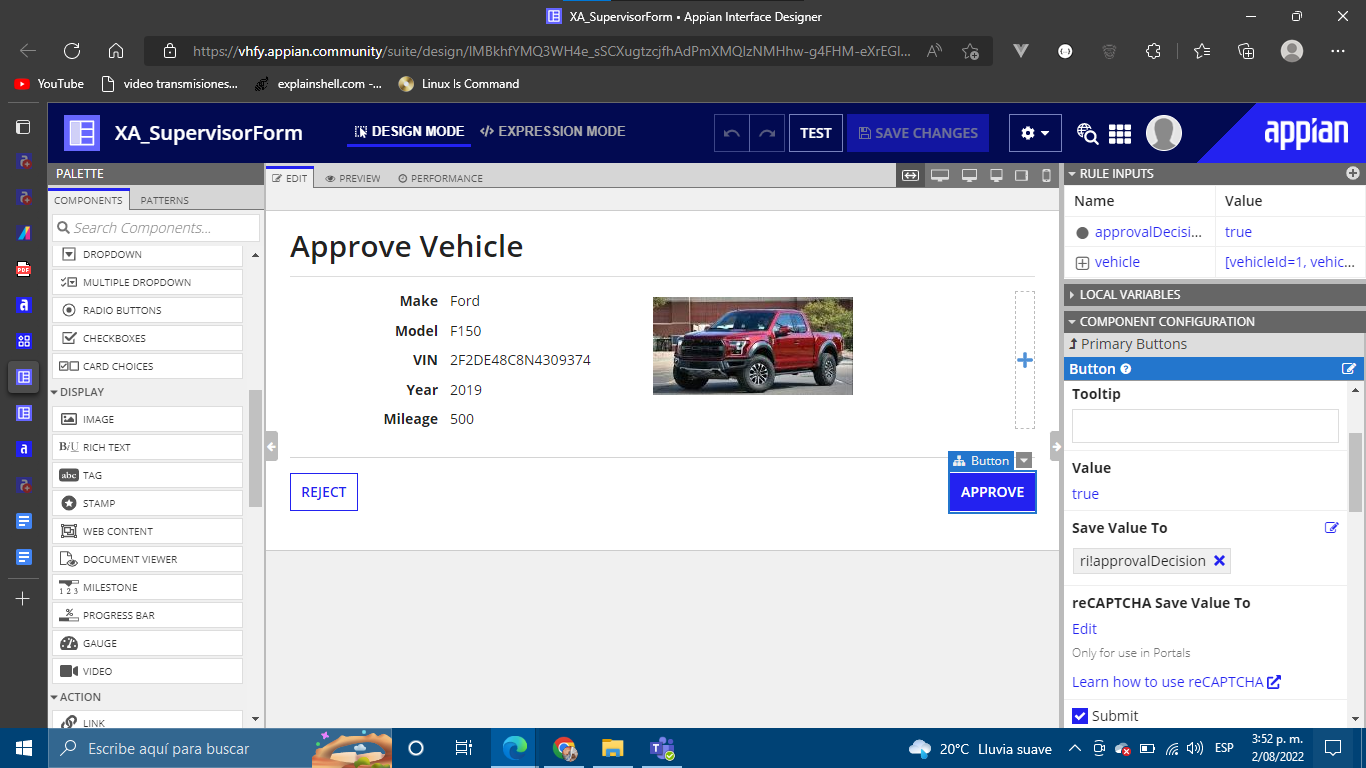 XA_SupervisorForm • Appian Interface Designer
https://vhfy.appian.community/suite/design/lMBkhfYMQ3WH4e_sSCXugtzcjfhAdPmXMQlzNMHhw-g4FHM-eXrEGl...
YouTube
video transmisiones...
explainshell.com -...
Linux Is Command
XA_SupervisorForm
DESIGN MODE
</> EXPRESSION MODE
TEST
SAVE CHANGES
appian
PALETTE
COMPONENTS
PATTERNS
Search Components...
DROPDOWN
MULTIPLE DROPDOWN
RADIO BUTTONS
CHECKBOXES
CARD CHOICES
DISPLAY
IMAGE
B/U RICH TEXT
abc TAG
STAMP
WEB CONTENT
DOCUMENT VIEWER
1 2 3 MILESTONE
% PROGRESS BAR
GAUGE
VIDEO
ACTION
LINK
EDIT
PREVIEW
PERFORMANCE
Approve Vehicle
Make Ford
Model F150
VIN 2F2DE48C8N4309374
Year 2019
Mileage 500
Button
REJECT
APPROVE
RULE INPUTS
Name Value
approvalDecisi... true
vehicle [vehicleId=1, vehic...
LOCAL VARIABLES
COMPONENT CONFIGURATION
Primary Buttons
Button
Tooltip
Value
true
Save Value To
ri!approvalDecision
reCAPTCHA Save Value To
Edit
Only for use in Portals
Learn how to use reCAPTCHA
Submit
Escribe aquí para buscar
20°C Lluvia suave
ESP
3:52 p. m.
2/08/2022